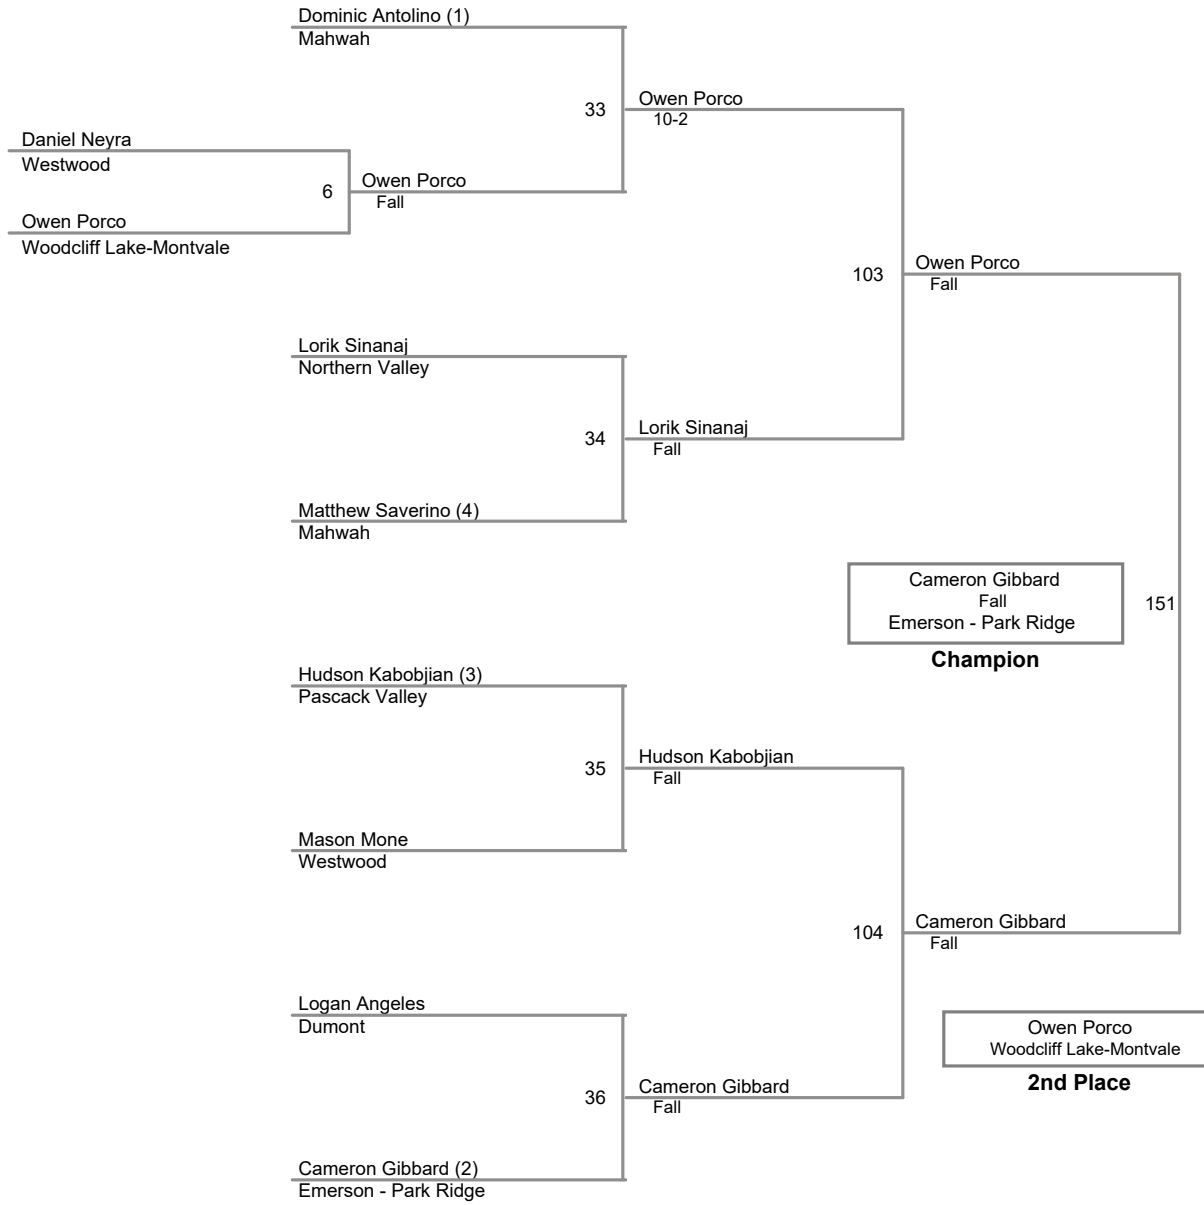 Dominic Antolino (1)
Mahwah
33
Owen Porco
10-2
Daniel Neyra
Westwood
6
Owen Porco
Fall
Owen Porco
Woodcliff Lake-Montvale
103
Owen Porco
Fall
Lorik Sinanaj
Northern Valley
34
Lorik Sinanaj
Fall
Matthew Saverino (4)
Mahwah
Cameron Gibbard
Fall
Emerson - Park Ridge
Champion
151
Hudson Kabobjian (3)
Pascack Valley
35
Hudson Kabobjian
Fall
Mason Mone
Westwood
104
Cameron Gibbard
Fall
Logan Angeles
Dumont
Owen Porco
Woodcliff Lake-Montvale
2nd Place
36
Cameron Gibbard
Fall
Cameron Gibbard (2)
Emerson - Park Ridge